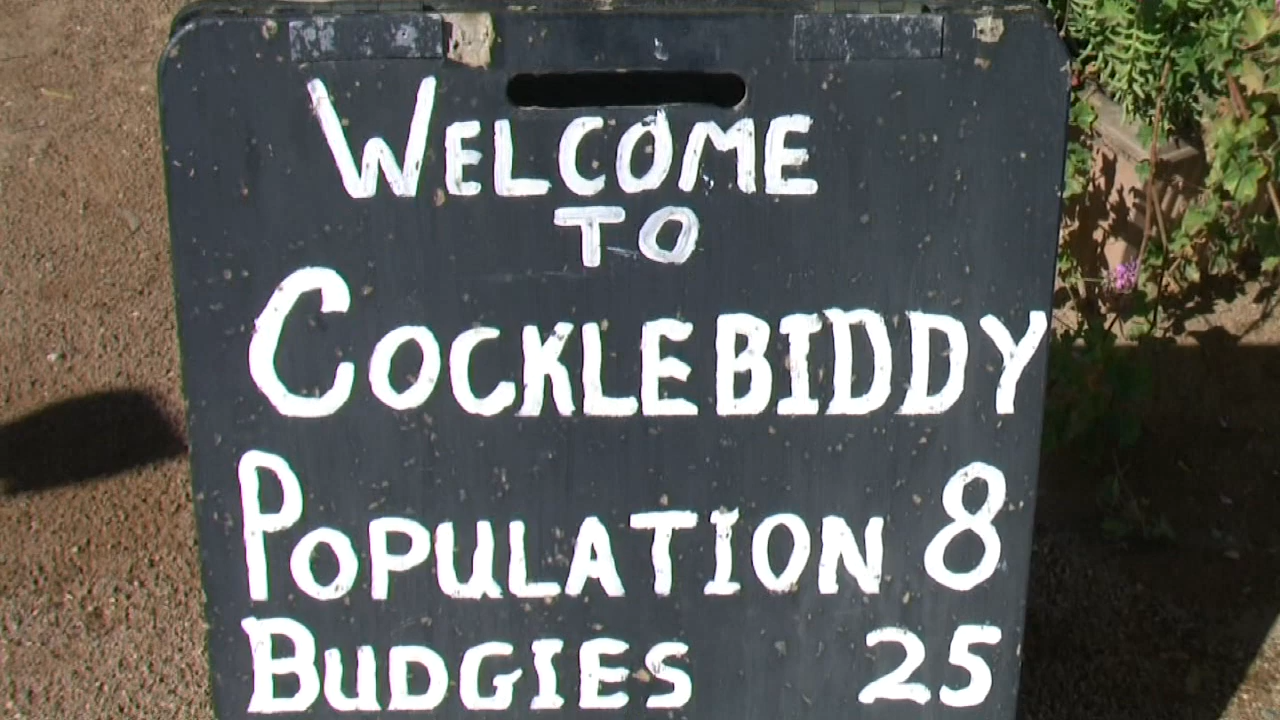 WELCOME
TO
COCKLEBIDDY
POPULATION 8
BUDGIES 25